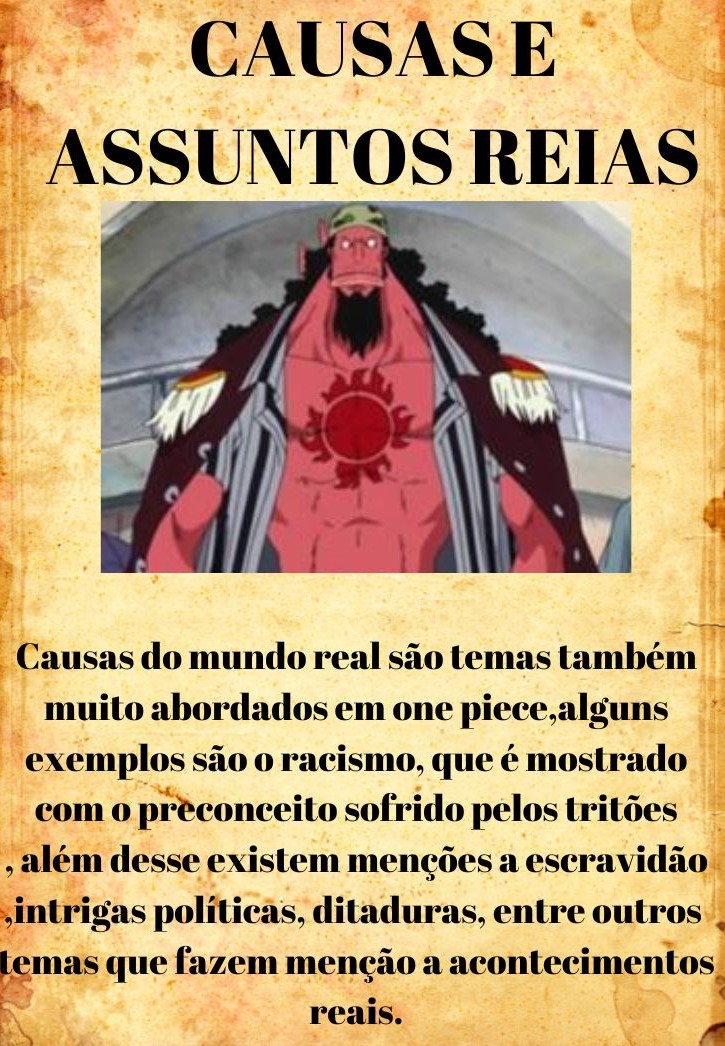 CAUSAS E
ASSUNTOS REIAS
Causas do mundo real são temas também
muito abordados em one piece,alguns
exemplos são o racismo, que é mostrado
com o preconceito sofrido pelos tritões
, além desse existem menções a escravidão
,intrigas políticas, ditaduras, entre outros
temas que fazem menção a acontecimentos
reais.